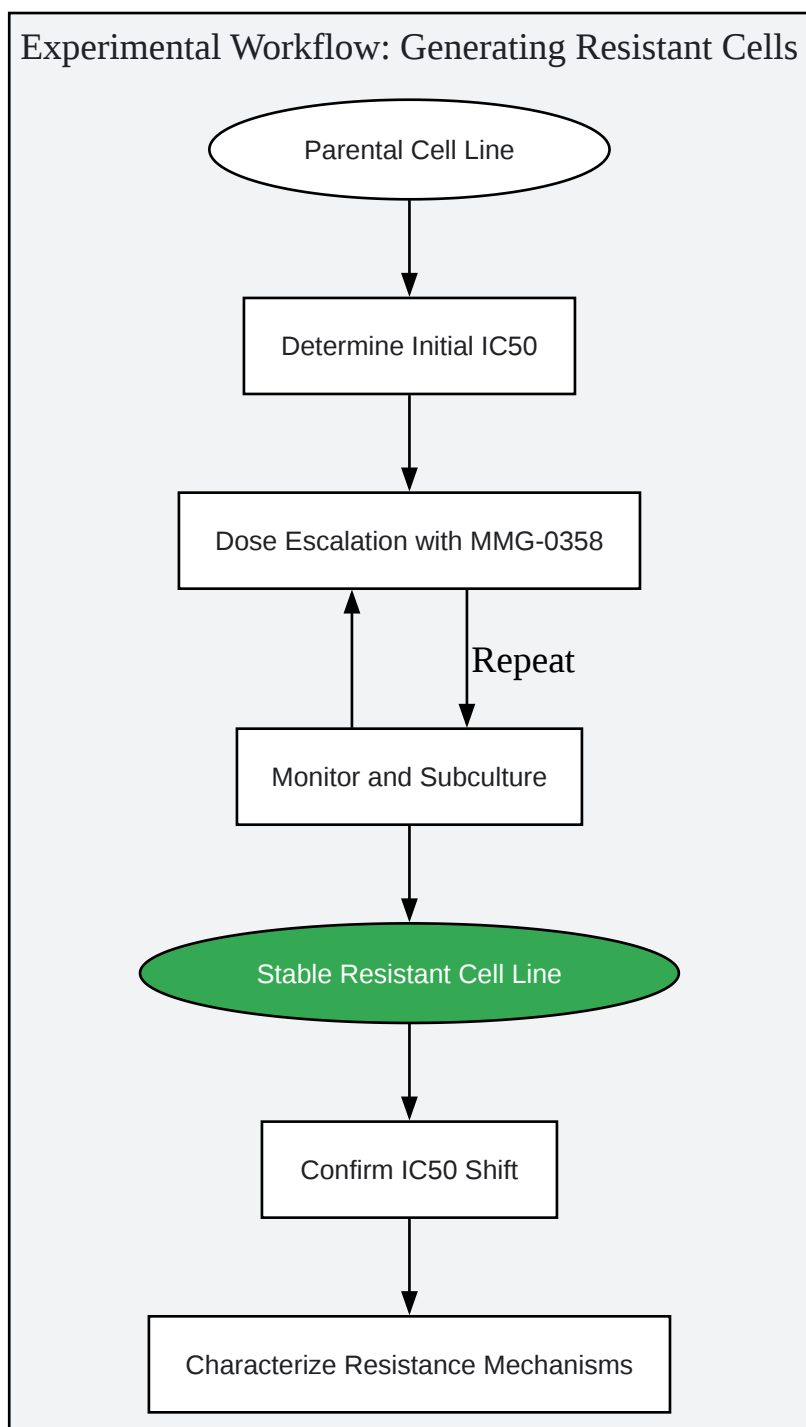 Experimental Workflow: Generating Resistant Cells
Parental Cell Line
Determine Initial IC50
Dose Escalation with MMG-0358
Repeat
Monitor and Subculture
Stable Resistant Cell Line
Confirm IC50 Shift
Characterize Resistance Mechanisms